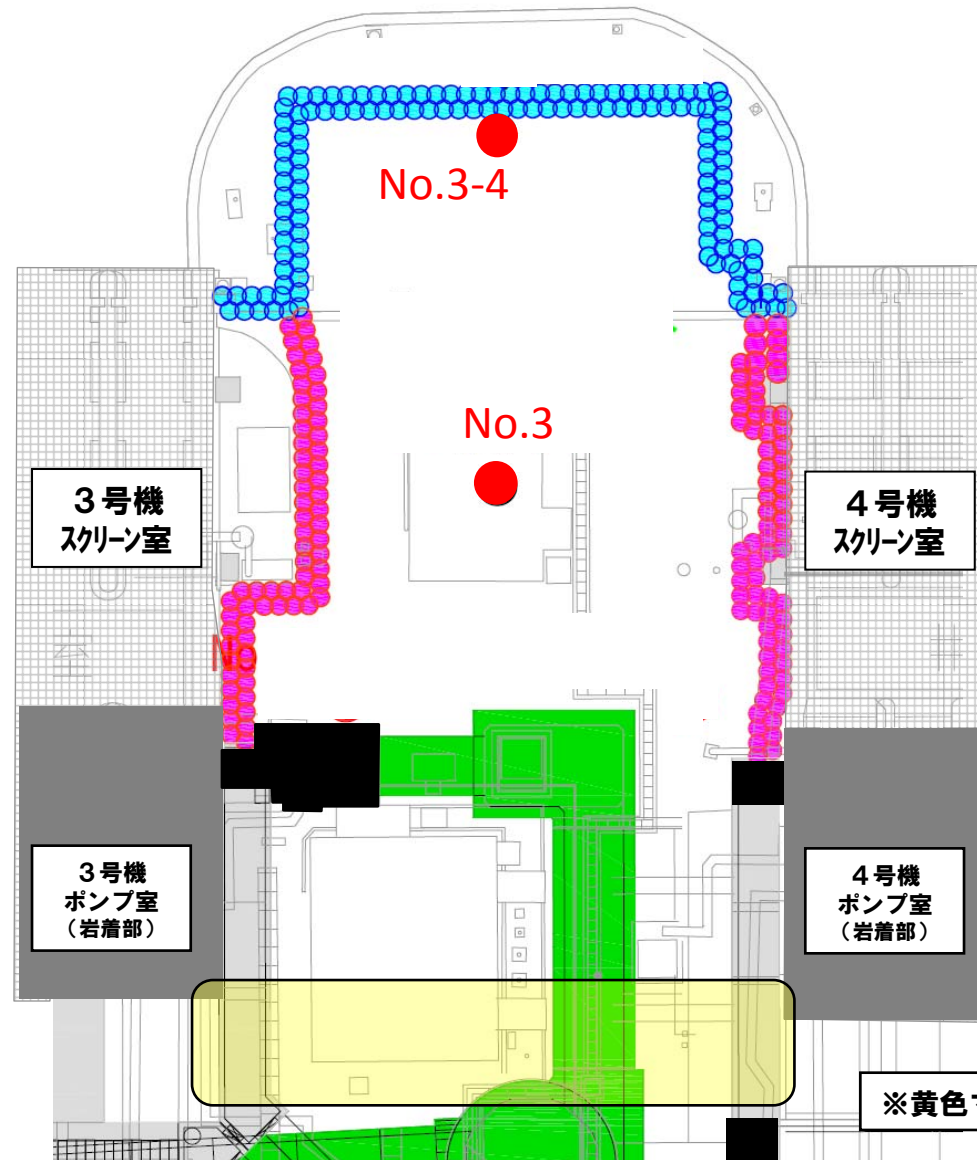 No.3-4
No.3
３号機
スクリーン室
４号機
スクリーン室
No
３号機
ポンプ室
（岩着部）
４号機
ポンプ室
（岩着部）
※黄色